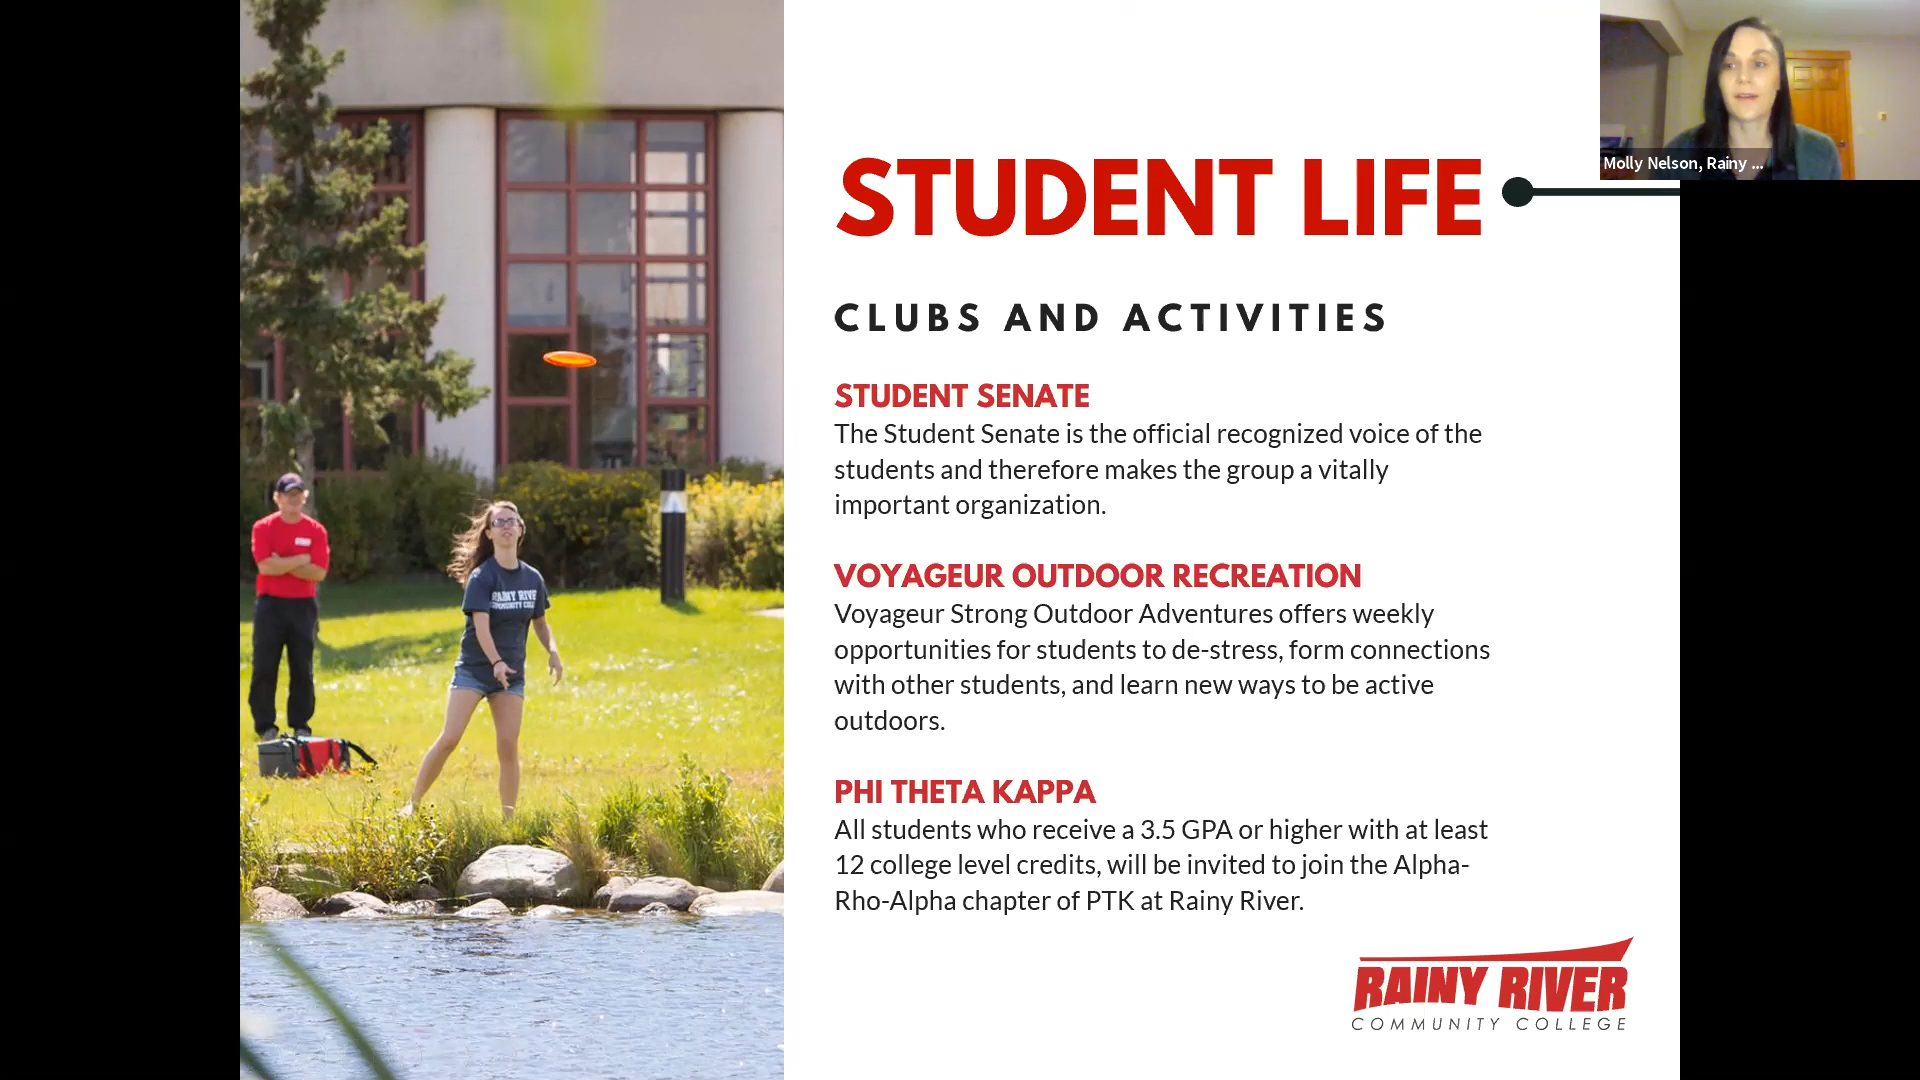 STUDENT LIFE
Molly Nelson, Rainy ...
CLUBS AND ACTIVITIES
STUDENT SENATE
The Student Senate is the official recognized voice of the
students and therefore makes the group a vitally
important organization.
VOYAGEUR OUTDOOR RECREATION
Voyageur Strong Outdoor Adventures offers weekly
opportunities for students to de-stress, form connections
with other students, and learn new ways to be active
outdoors.
PHI THETA KAPPA
All students who receive a 3.5 GPA or higher with at least
12 college level credits, will be invited to join the Alpha-
Rho-Alpha chapter of PTK at Rainy River.
RAINY RIVER
COMMUNITY COLLEGE
RAINY RIVE
COMMUNITY COLL